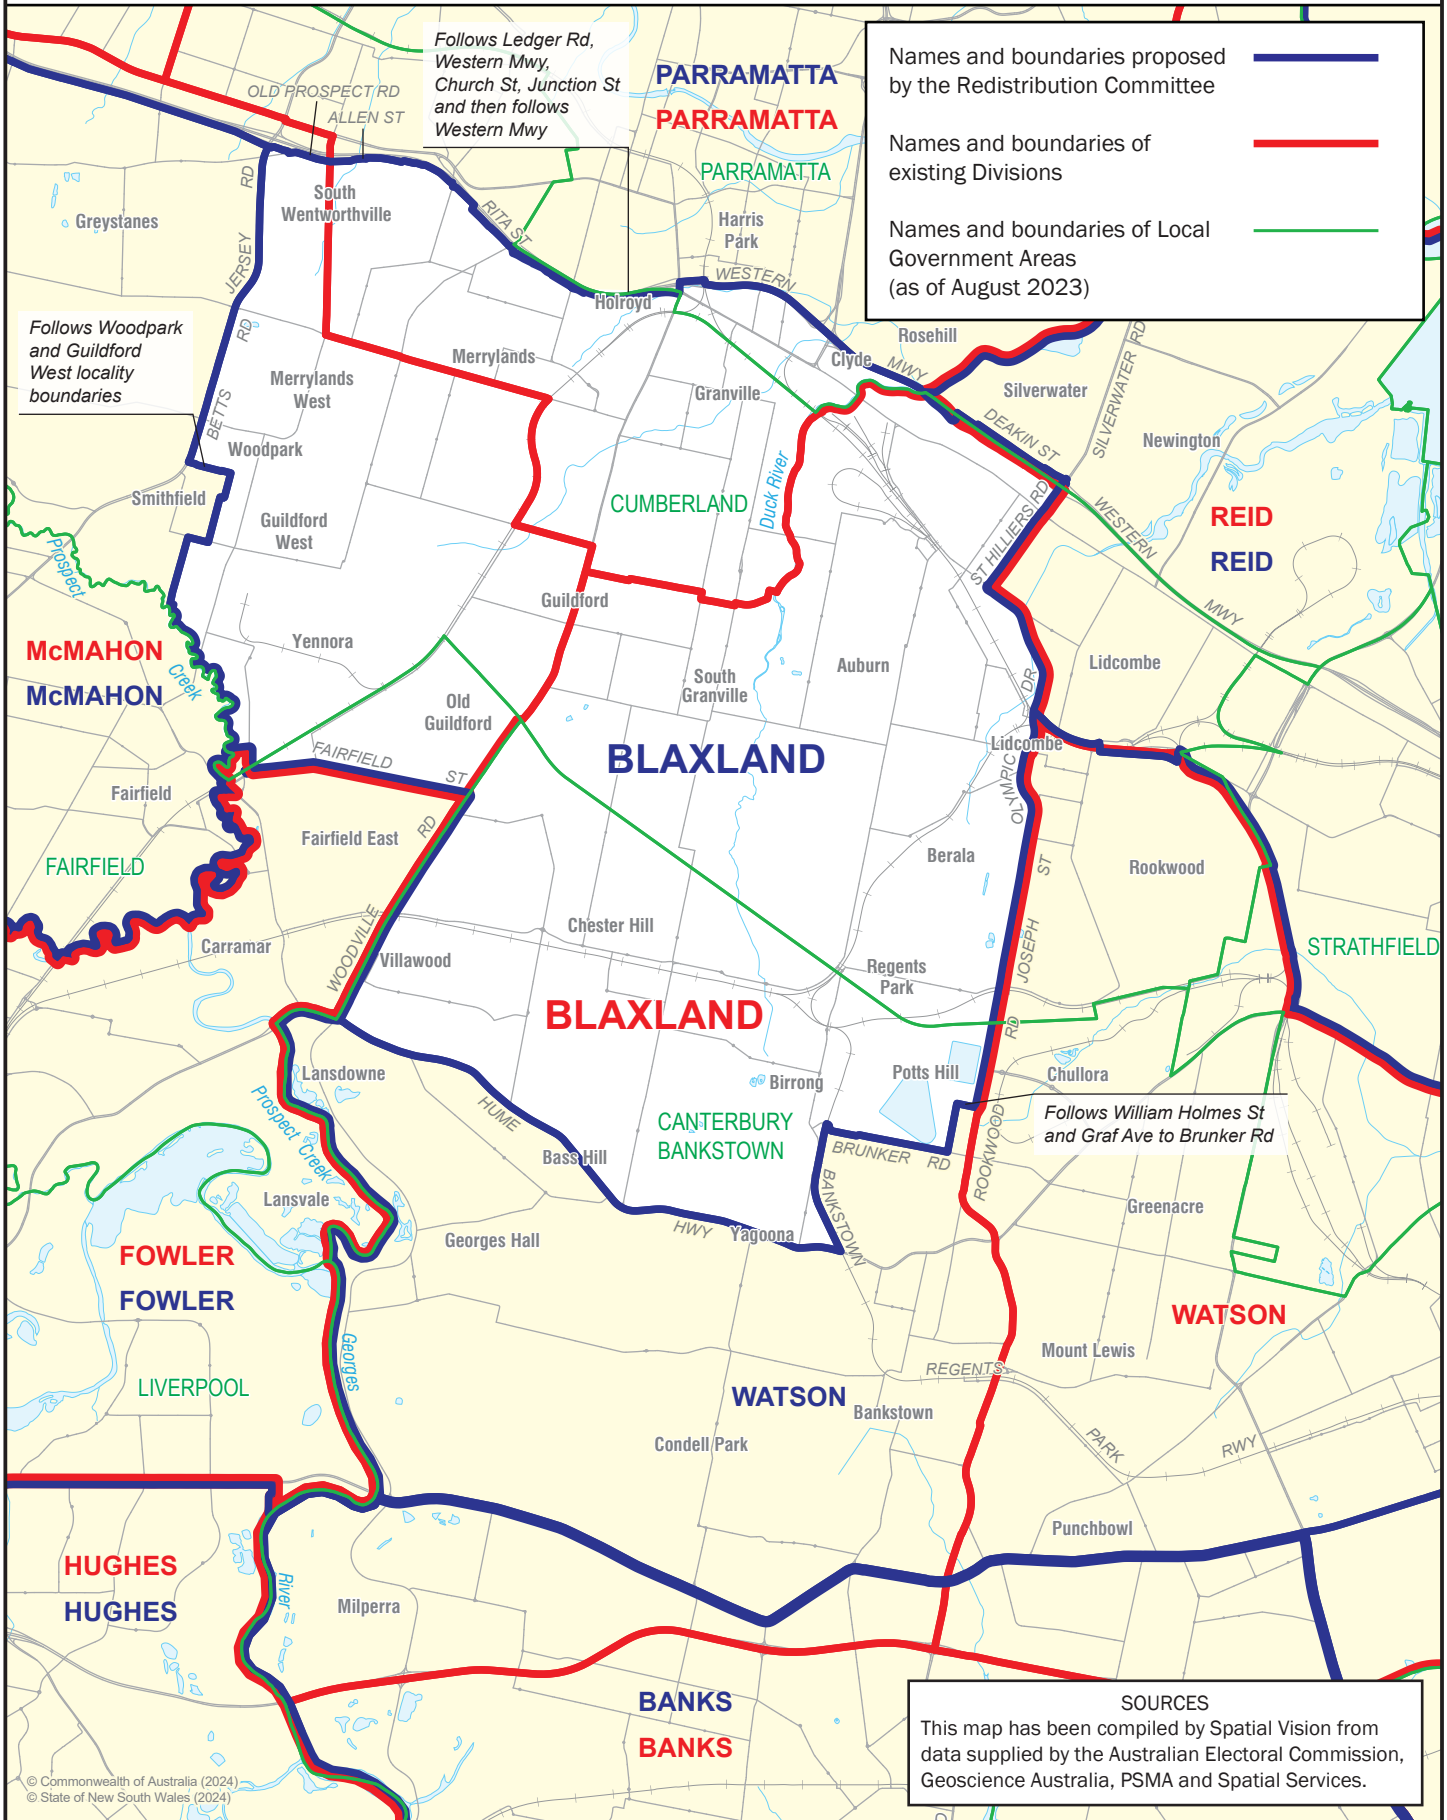 Follows Ledger Rd,
Western Mwy,
Church St, Junction St
and then follows
Western Mwy
PARRAMATTA
PARRAMATTA
PARRAMATTA
Names and boundaries proposed
by the Redistribution Committee
Names and boundaries of
existing Divisions
Names and boundaries of Local
Government Areas
(as of August 2023)
OLD PROSPECT RD
ALLEN ST
RD
South
Wentworthville
Greystanes
RITA ST
Harris
Park
JERSEY
WESTERN
Holroyd
Follows Woodpark
and Guildford
West locality
boundaries
RD
Rosehill
Merrylands
Clyde
MWY
SILVERWATER RD
Merrylands
West
Granville
Silverwater
BETTS
DEAKIN ST
Newington
Woodpark
Smithfield
CUMBERLAND
Duck River
ST HILLIERS RD
WESTERN
REID
REID
Guildford
West
Prospect
Creek
Guildford
MWY
McMAHON
McMAHON
Yennora
South
Granville
Auburn
Lidcombe
DR
Old
Guildford
BLAXLAND
Lidcombe
OLYMPIC
FAIRFIELD
ST
Fairfield
Fairfield East
RD
FAIRFIELD
Berala
ST
Rookwood
Chester Hill
Carramar
WOODVILLE
Villawood
Regents
Park
JOSEPH
STRATHFIELD
BLAXLAND
RD
Lansdowne
Birrong
Potts Hill
Chullora
Prospect Creek
HUME
CANTERBURY
BANKSTOWN
Follows William Holmes St
and Graf Ave to Brunker Rd
Bass Hill
BRUNKER RD
ROOKWOOD
Lansvale
BANKSTOWN
Greenacre
Georges Hall
HWY
Yagoona
FOWLER
FOWLER
WATSON
Georges
Mount Lewis
REGENTS
LIVERPOOL
WATSON
Bankstown
PARK
RWY
Condell Park
Punchbowl
HUGHES
HUGHES
River
Milperra
BANKS
BANKS
SOURCES
This map has been compiled by Spatial Vision from
data supplied by the Australian Electoral Commission,
Geoscience Australia, PSMA and Spatial Services.
© Commonwealth of Australia (2024)
© State of New South Wales (2024)